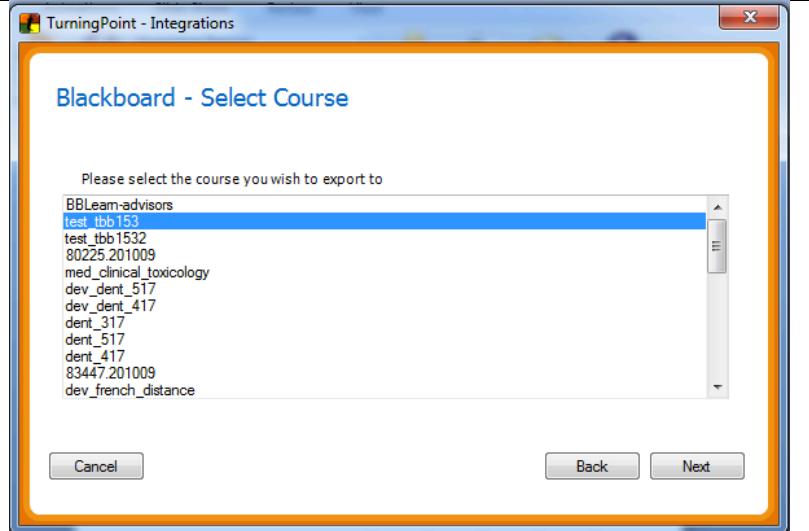 TurningPoint - Integrations
Blackboard - Select Course
Please select the course you wish to export to
BBLearn-advisors
test_tbb153
test_tbb1532
80225.201009
med_clinical_toxicology
dev_dent_517
dev_dent_417
dent_317
dent_517
dent_417
83447.201009
dev_french_distance
Cancel
Back
Next